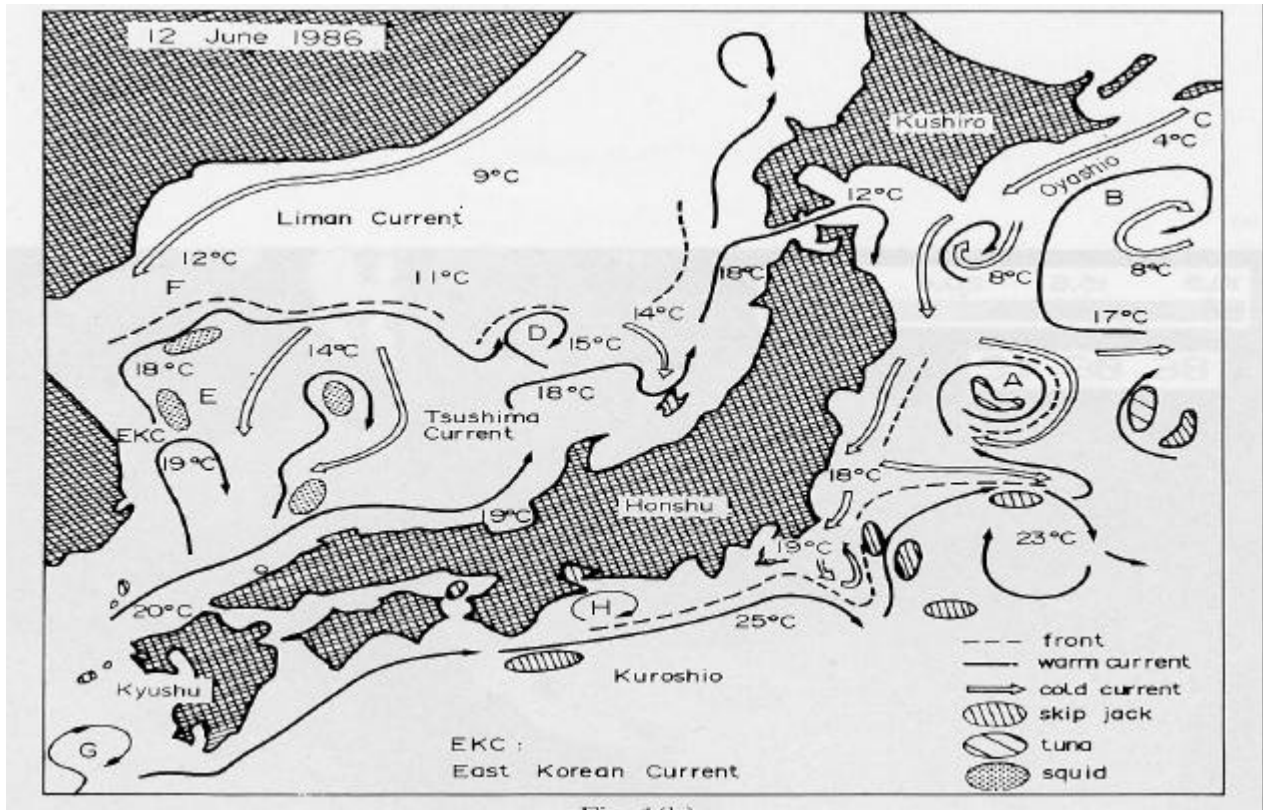 12 June 1986
Kushiro
C
4°C
Oyashio
B
9°C
12°C
Liman Current
8°C
8°C
12°C
11°C
18°C
F
14°C
17°C
D
15°C
14°C
18°C
A
E
18°C
Tsushima
Current
EKC
19°C
18°C
19°C
Honshu
23°C
19°C
H
20°C
25°C
front
warm current
Kuroshio
cold current
Kyushu
skip jack
G
EKC :
tuna
East Korean Current
squid